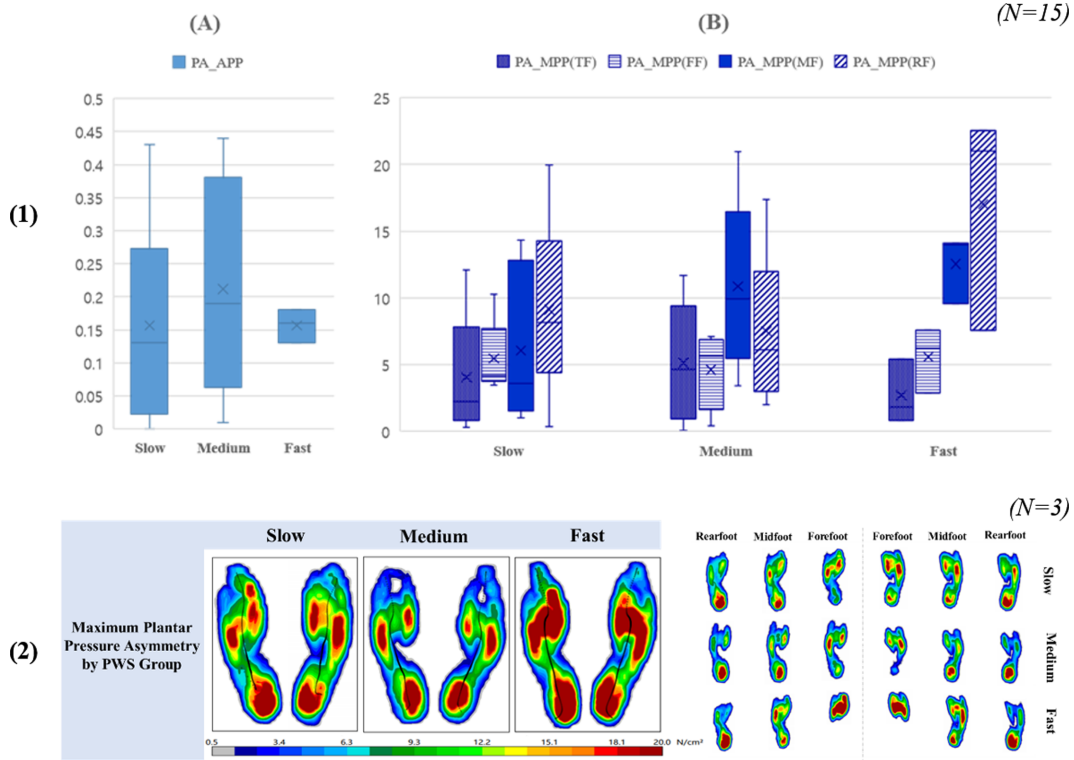 (A)
(B)
(N=15)
PA_APP
PA_MPP(TF) PA_MPP(FF) PA_MPP(MF) PA_MPP(RF)
0.5
0.45
0.4
0.35
0.3
0.25
0.2
0.15
0.1
0.05
0
Slow Medium Fast
25
20
15
10
5
0
Slow Medium Fast
(1)
(N=3)
(2)
Maximum Plantar
Pressure Asymmetry
by PWS Group
Slow Medium Fast
0.5 3.4 6.3 9.3 12.2 15.1 18.1 20.0 N/cm²
Rearfoot Midfoot Forefoot Forefoot Midfoot Rearfoot
Slow
Medium
Fast